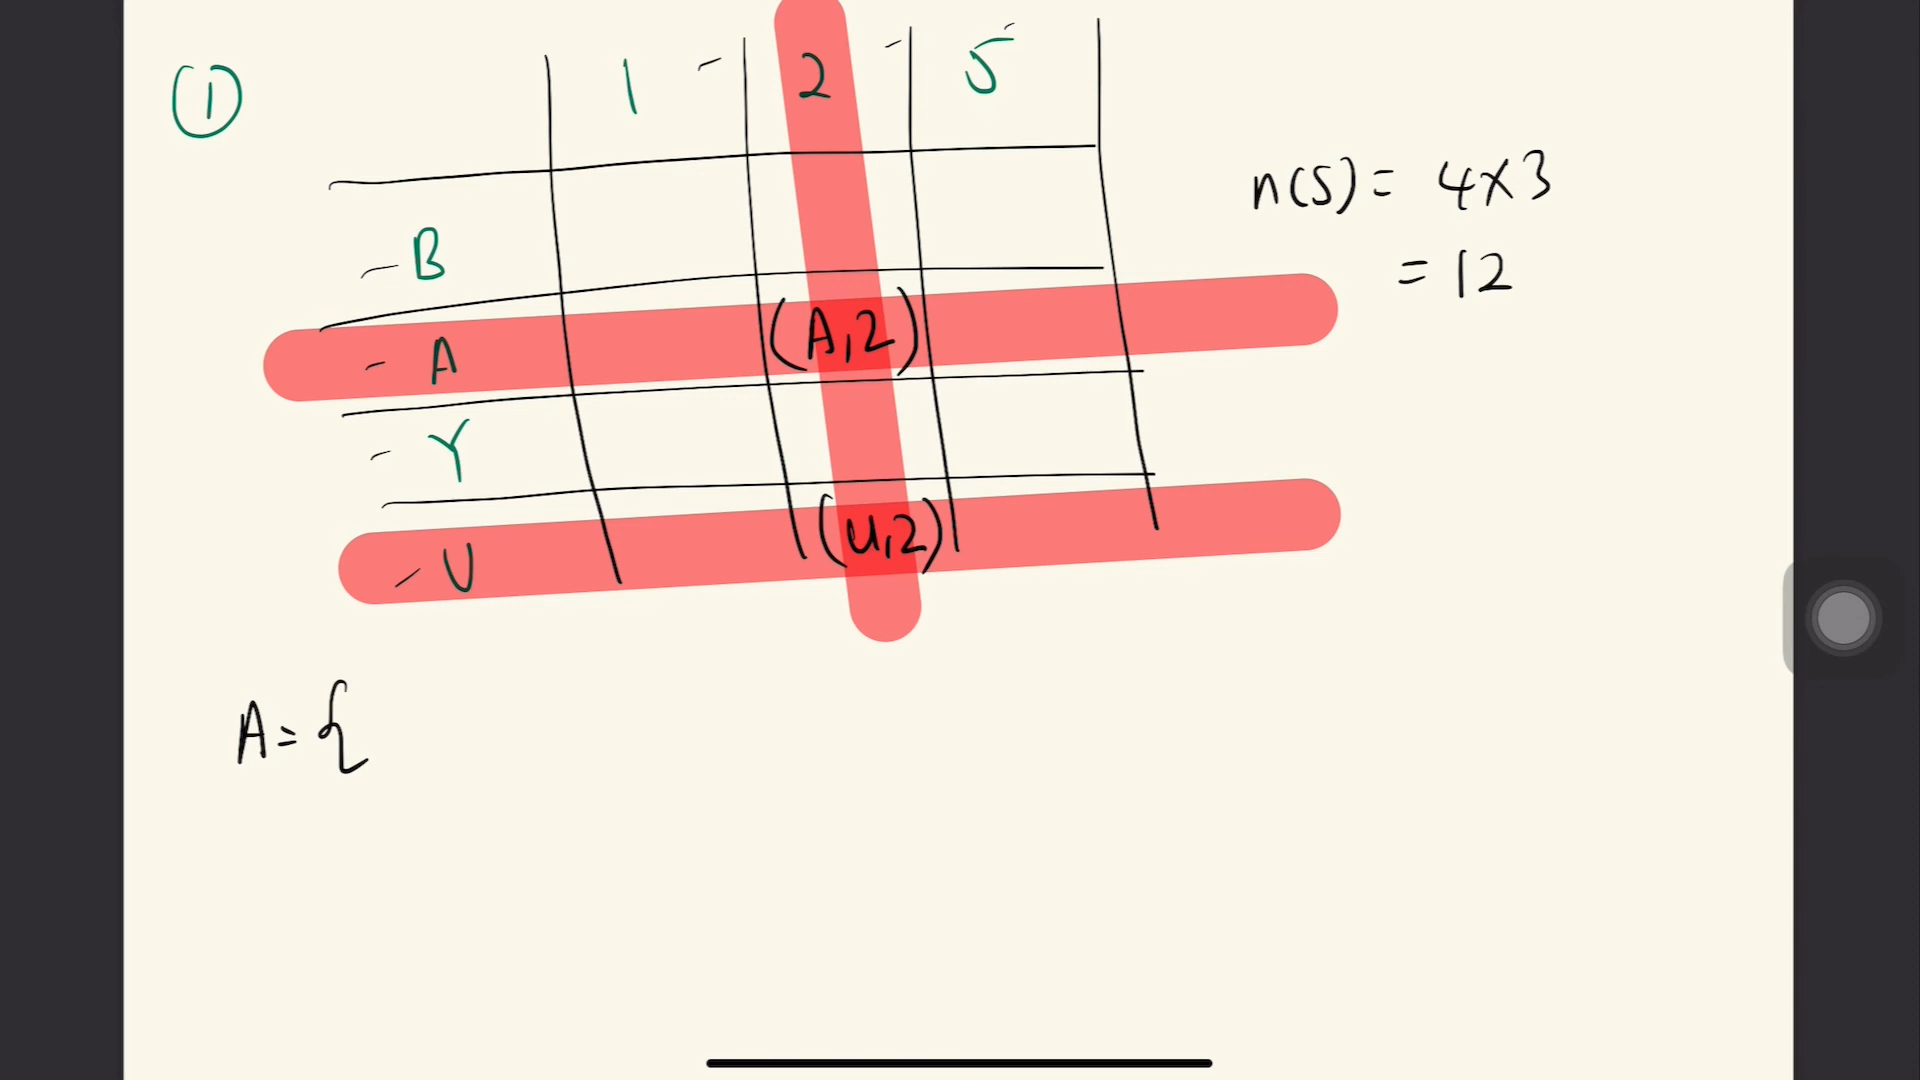 ① 1 2 5
n(S) = 4×3
= 12
- B
- A (A,2)
- Y
- U (U,2)
A = {